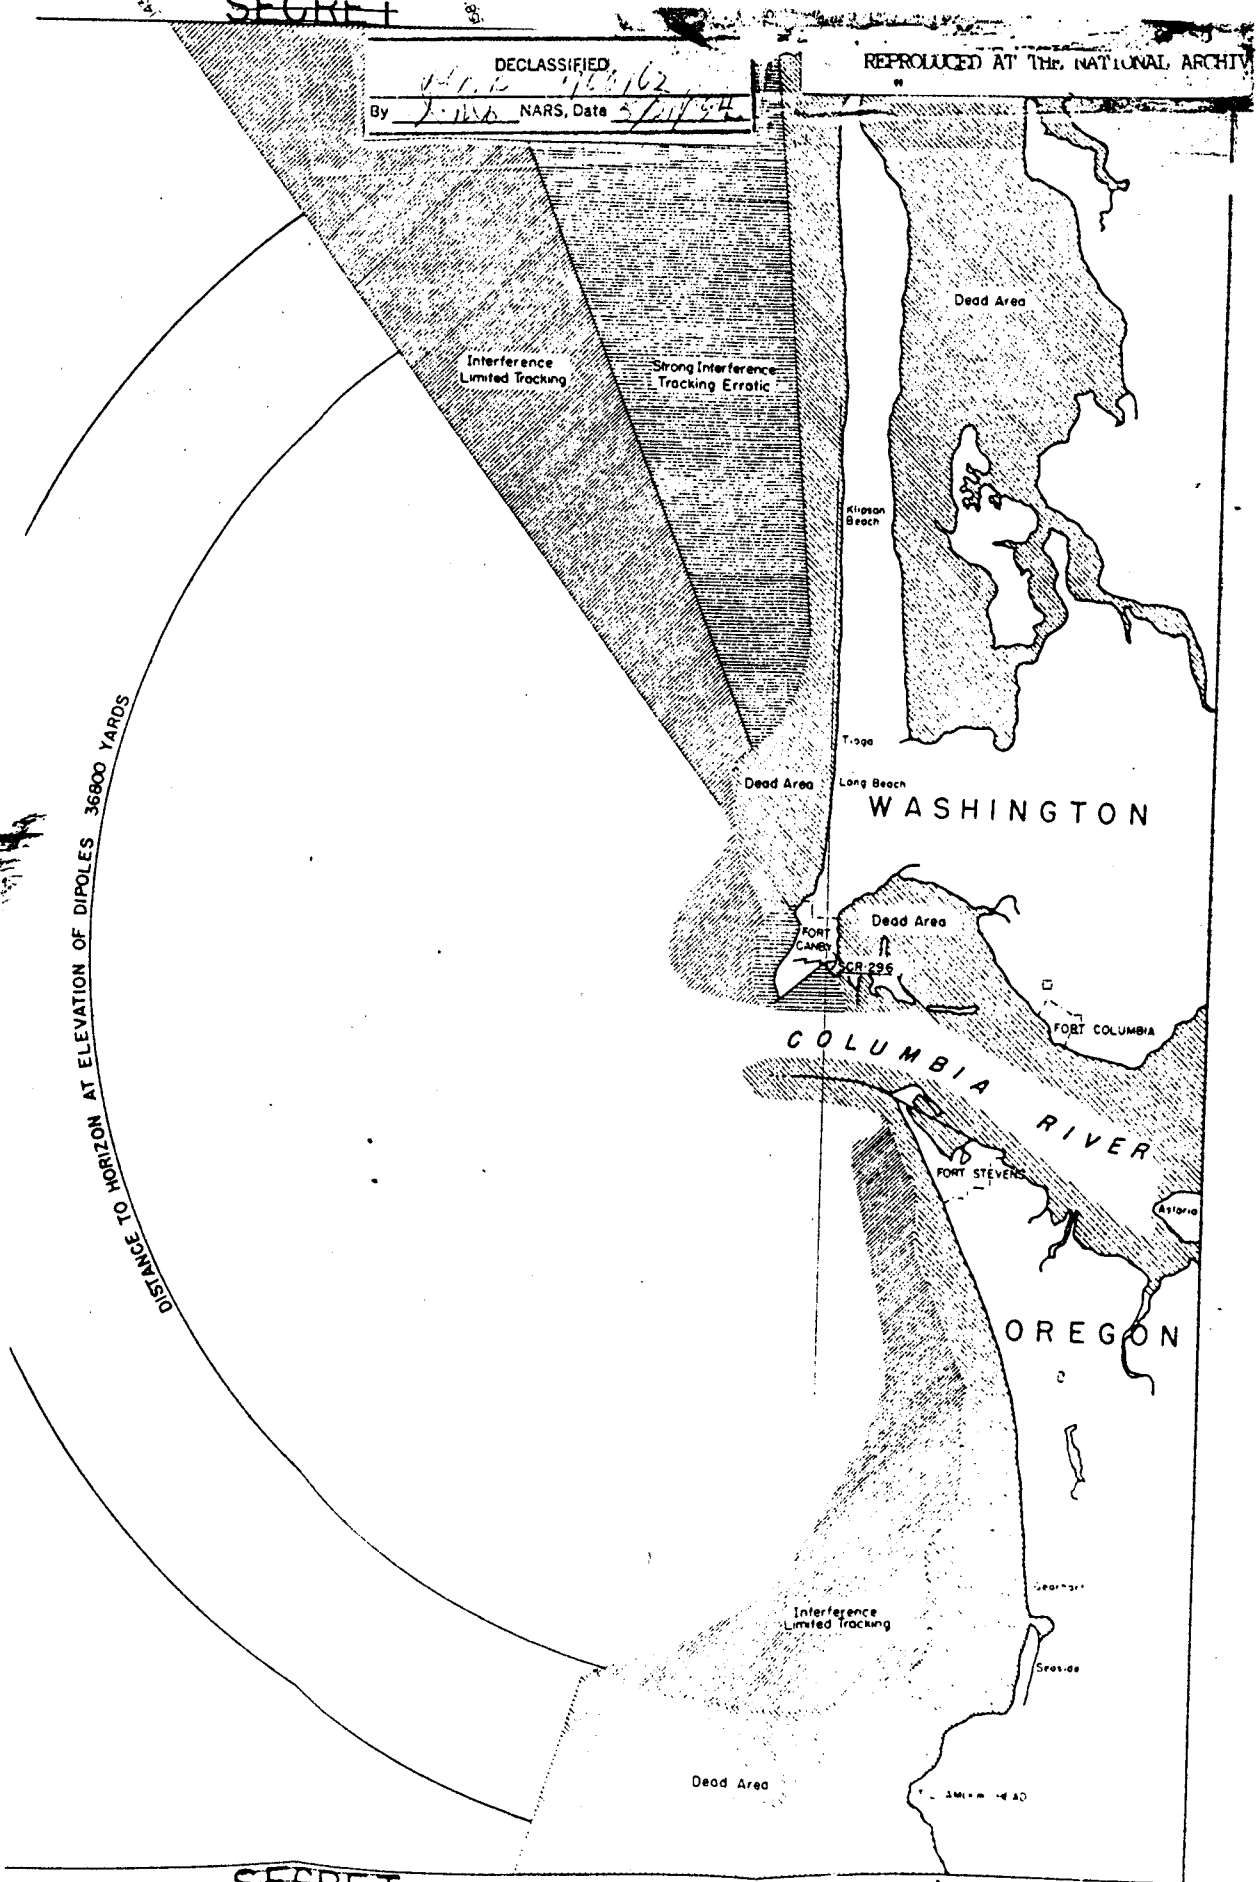 SECRET
DECLASSIFIED
By
NARS, Date
REPRODUCED AT THE NATIONAL ARCHIV
Dead Area
Interference
Limited Tracking
Strong Interference
Tracking Erratic
Klipsan
Beach
Tioga
Dead Area
Long Beach
WASHINGTON
DISTANCE TO HORIZON AT ELEVATION OF DIPOLES 36800 YARDS
Dead Area
FORT
CANBY
SCR-296
FORT COLUMBIA
COLUMBIA RIVER
FORT STEVENS
Astoria
OREGON
Gearhart
Interference
Limited Tracking
Seaside
Dead Area
SECRET